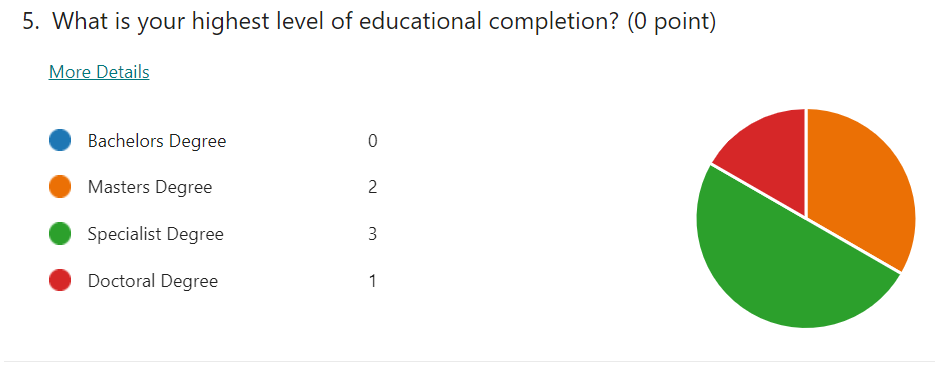 5. What is your highest level of educational completion? (0 point)
More Details
Bachelors Degree 0
Masters Degree 2
Specialist Degree 3
Doctoral Degree 1